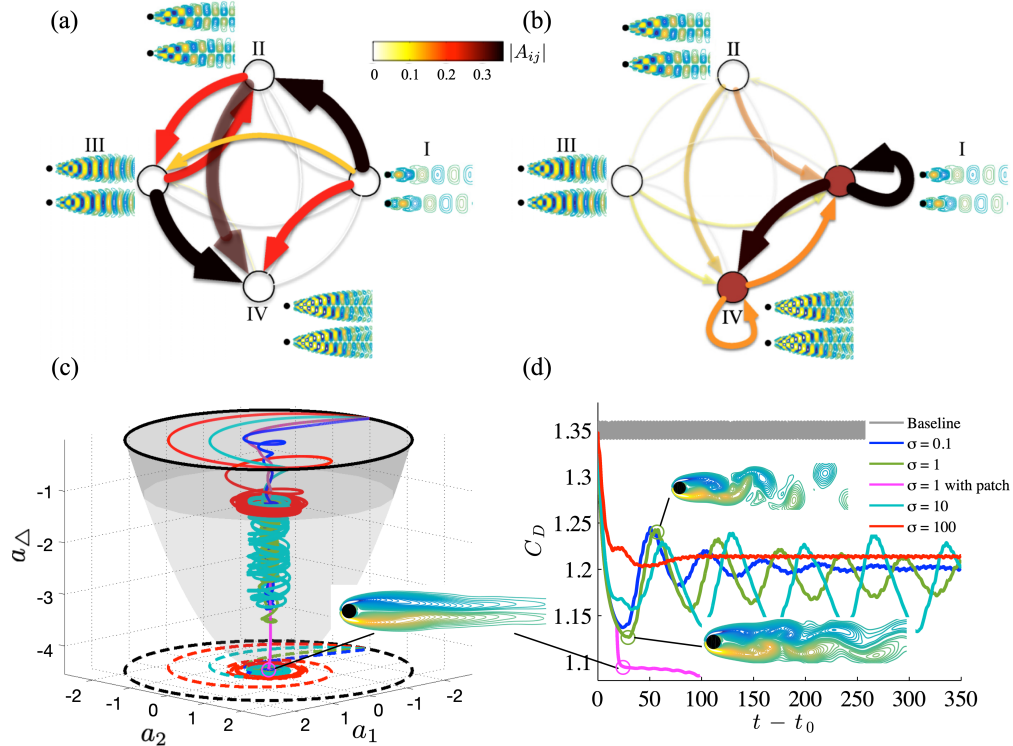 (a)
(b)
II
|A_{ij}|
0 0.1 0.2 0.3
II
III
I
III
I
IV
IV
(c)
(d)
-1
-2
-3
-4
a_△
-2
-1
0
1
2
a_2
2
1
0
-1
-2
a_1
1.35
1.3
1.25
1.2
1.15
1.1
C_D
Baseline
σ = 0.1
σ = 1
σ = 1 with patch
σ = 10
σ = 100
0 50 100 150 200 250 300 350
t − t_0